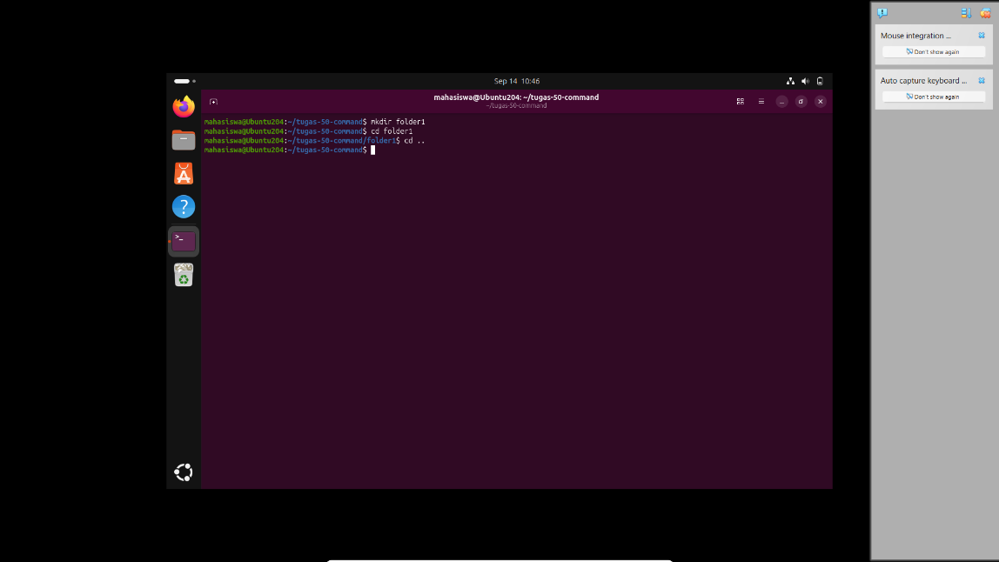 Sep 14 10:46
mahasiswa@Ubuntu204: ~/tugas-50-command
~/tugas-50-command
mahasiswa@Ubuntu204:~/tugas-50-command$ mkdir folder1
mahasiswa@Ubuntu204:~/tugas-50-command$ cd folder1
mahasiswa@Ubuntu204:~/tugas-50-command/folder1$ cd ..
mahasiswa@Ubuntu204:~/tugas-50-command$
Mouse integration ...
Don't show again
Auto capture keyboard ...
Don't show again